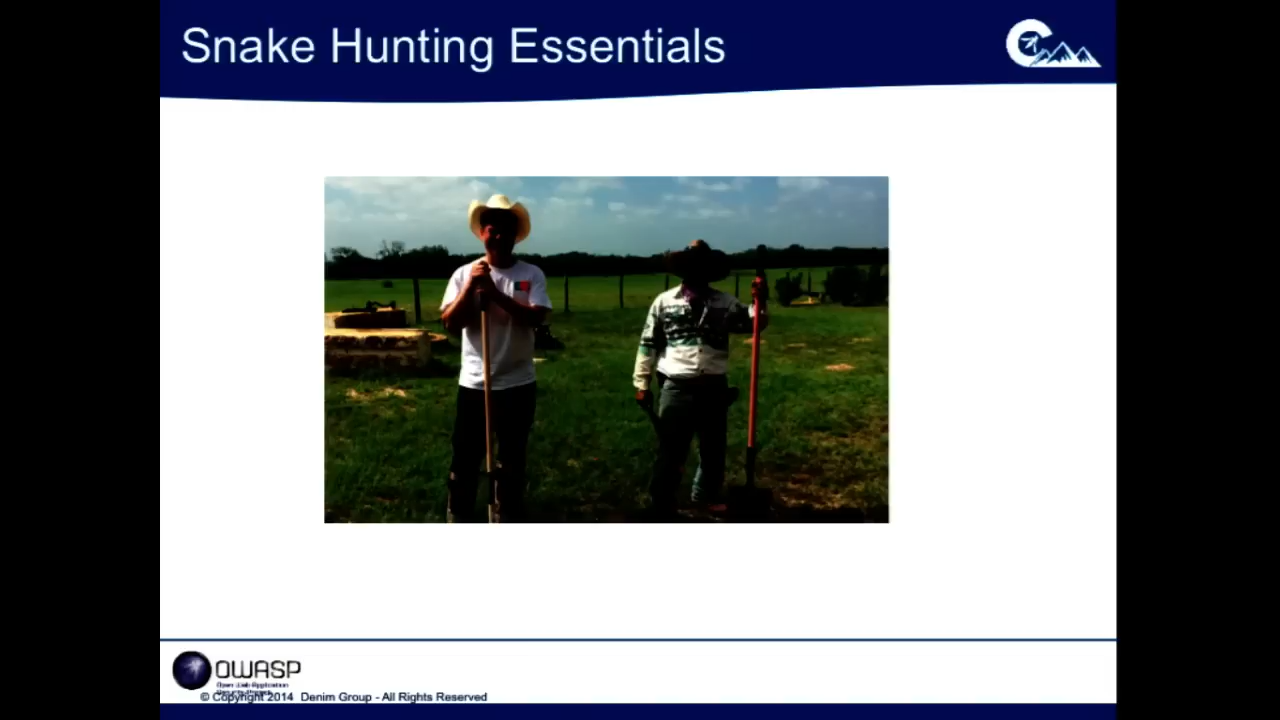 Snake Hunting Essentials
OWASP
Open Web Application
Security Project
© Copyright 2014 Denim Group - All Rights Reserved